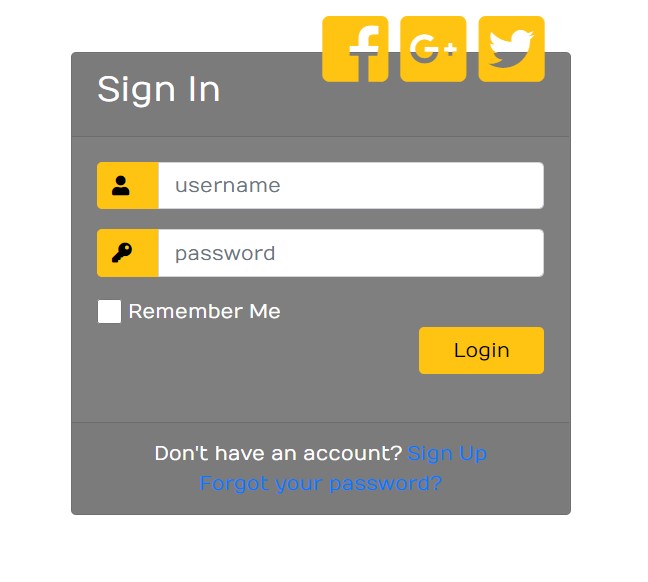 Sign In
username
password
Remember Me
Login
Don't have an account? Sign Up
Forgot your password?